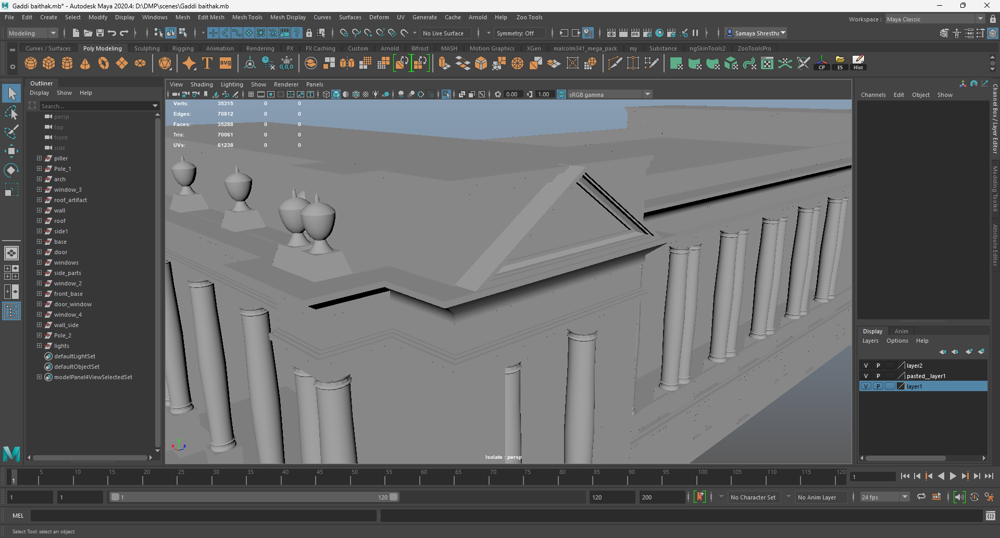 Gaddi baithak.mb* - Autodesk Maya 2020.4: D:\DMP\scenes\Gaddi baithak.mb
File Edit Create Select Modify Display Windows Mesh Edit Mesh Mesh Tools Mesh Display Curves Surfaces Deform UV Generate Cache Arnold Help Zoo Tools
Workspace : Maya Classic
Modeling No Live Surface Symmetry: Off Samaya Shrestha
Curves / Surfaces Poly Modeling Sculpting Rigging Animation Rendering FX FX Caching Custom Arnold Bifrost MASH Motion Graphics XGen malcolm341_mega_pack my Substance ngSkinTools2 ZooToolsPro
T svg 0,0,0 CP ES Hist
Outliner
Display Show Help
Search...
persp
top
front
side
piller
Pole_1
arch
window_3
roof_artifact
wall
roof
side1
base
door
windows
side_parts
window_2
front_base
door_window
window_4
wall_side
Pole_2
lights
defaultLightSet
defaultObjectSet
modelPanel4ViewSelectedSet
View Shading Lighting Show Renderer Panels
0.00 1.00 sRGB gamma
Verts: 35315 0 0
Edges: 70812 0 0
Faces: 35288 0 0
Tris: 70061 0 0
UVs: 61238 0 0
x z
Isolate : persp
Channels Edit Object Show
Channel Box / Layer Editor
Modeling Toolkit
Attribute Editor
Display Anim
Layers Options Help
V P layer2
V P pasted__layer1
V P layer1
1 5 10 15 20 25 30 35 40 45 50 55 60 65 70 75 80 85 90 95 100 105 110 115 120 1
1 1 1 120 120 200 No Character Set No Anim Layer 24 fps
MEL
Select Tool: select an object